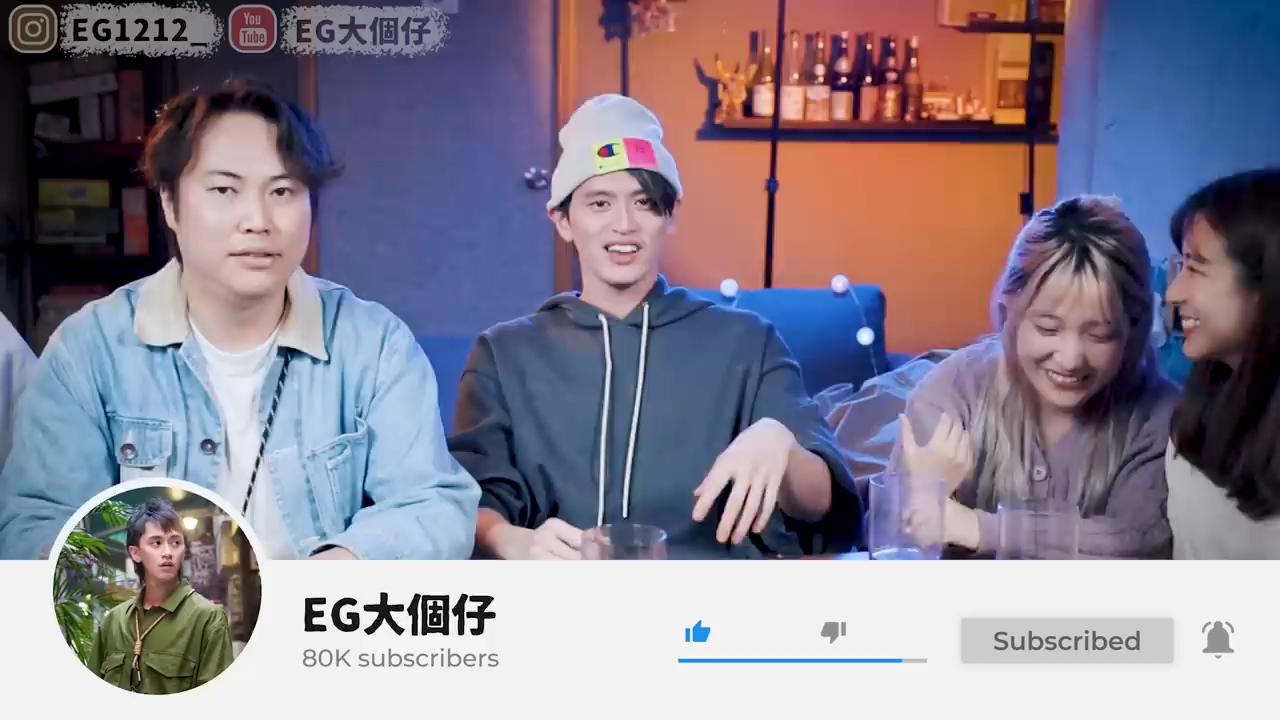 EG1212_
You
Tube
EG大個仔
EG大個仔
80K subscribers
Subscribed